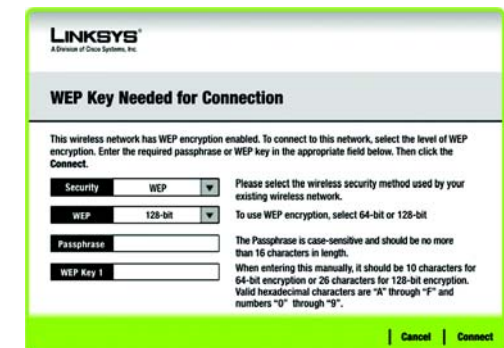 LINKSYS®
A Division of Cisco Systems, Inc.
WEP Key Needed for Connection
This wireless network has WEP encryption enabled. To connect to this network, select the level of WEP
encryption. Enter the required passphrase or WEP key in the appropriate field below. Then click the
Connect.
Security WEP
Please select the wireless security method used by your
existing wireless network.
WEP 128-bit
To use WEP encryption, select 64-bit or 128-bit
Passphrase
The Passphrase is case-sensitive and should be no more
than 16 characters in length.
WEP Key 1
When entering this manually, it should be 10 characters for
64-bit encryption or 26 characters for 128-bit encryption.
Valid hexadecimal characters are "A" through "F" and
numbers "0" through "9".
Cancel Connect